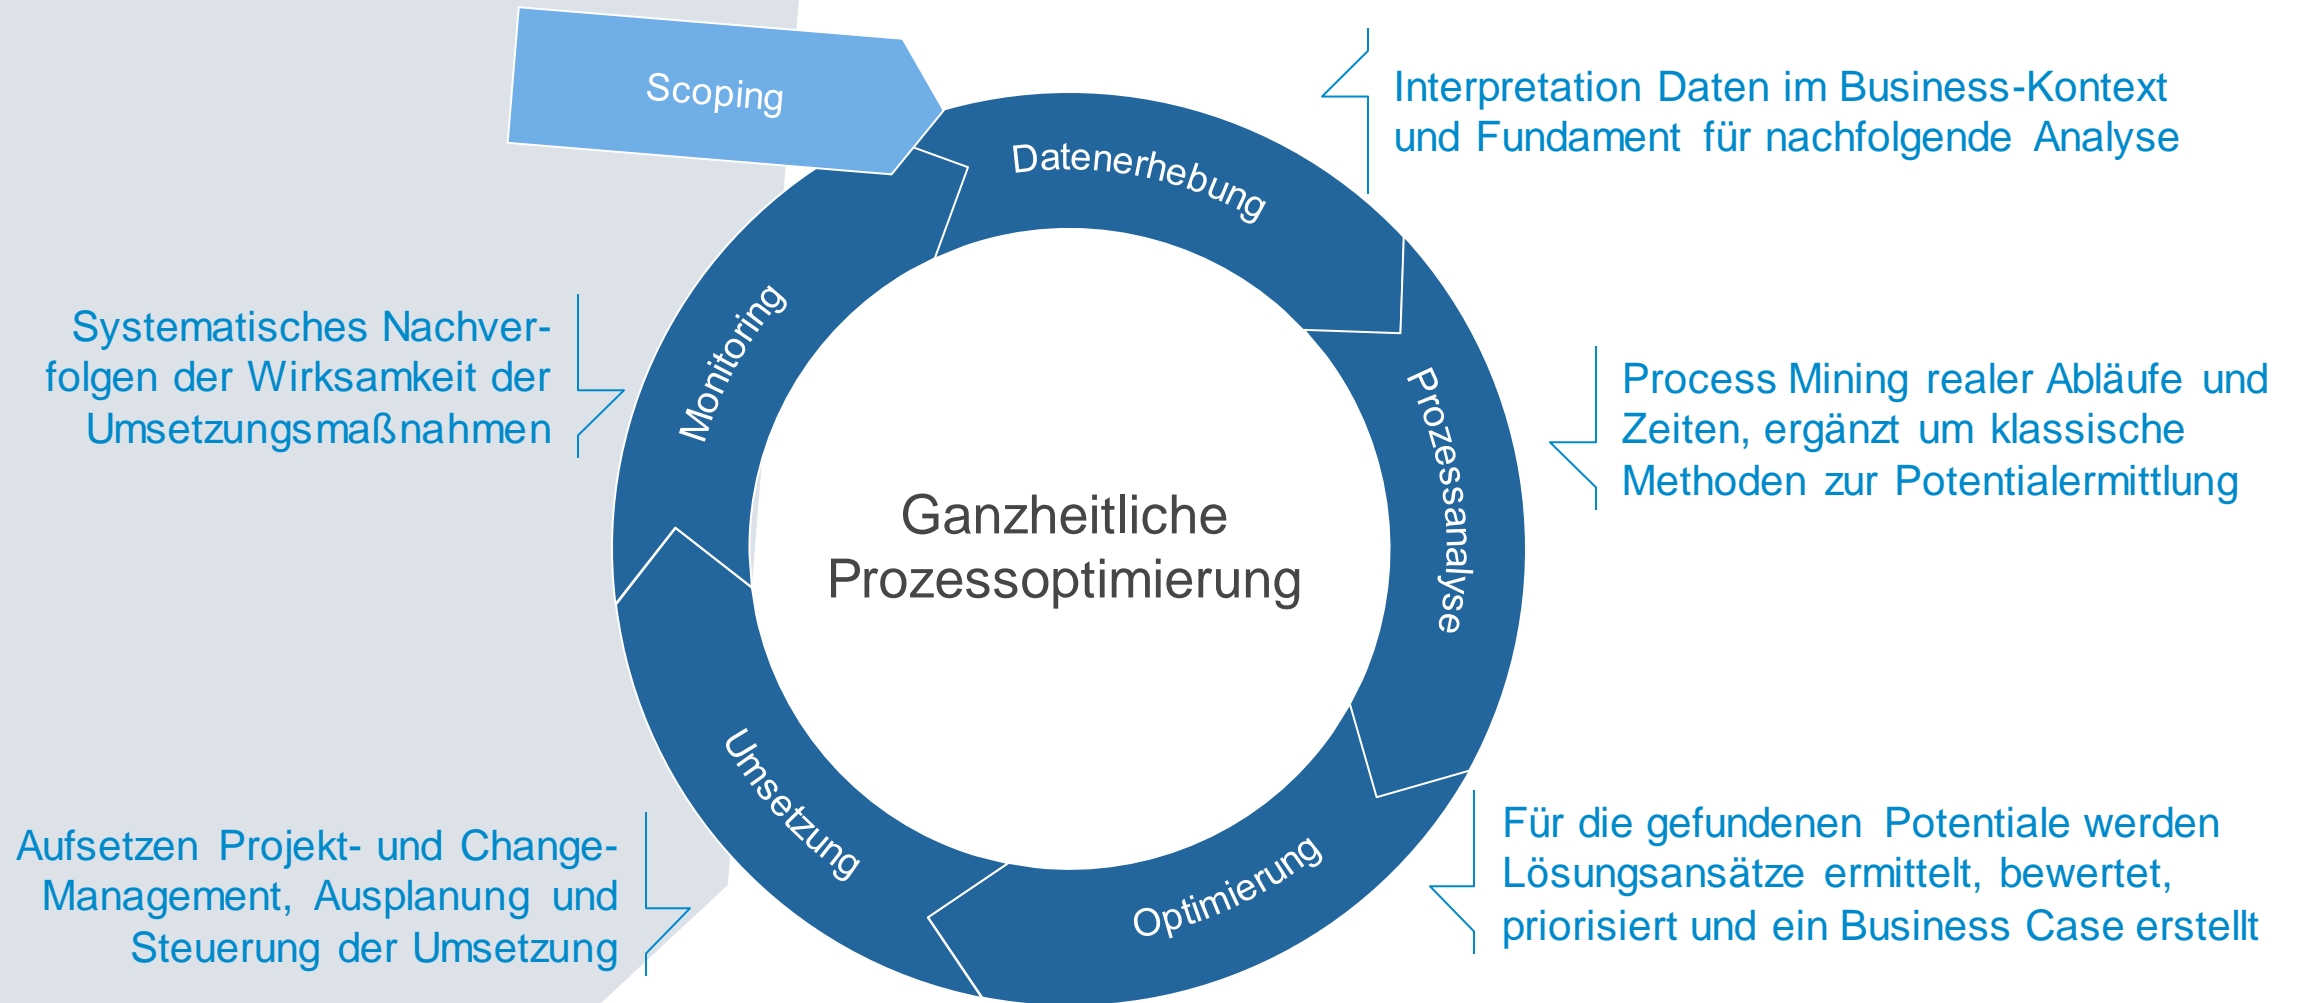 Scoping
Datenerhebung
Interpretation Daten im Business-Kontext
und Fundament für nachfolgende Analyse
Prozessanalyse
Process Mining realer Abläufe und
Zeiten, ergänzt um klassische
Methoden zur Potentialermittlung
Optimierung
Für die gefundenen Potentiale werden
Lösungsansätze ermittelt, bewertet,
priorisiert und ein Business Case erstellt
Umsetzung
Aufsetzen Projekt- und Change-
Management, Ausplanung und
Steuerung der Umsetzung
Monitoring
Systematisches Nachver-
folgen der Wirksamkeit der
Umsetzungsmaßnahmen
Ganzheitliche
Prozessoptimierung